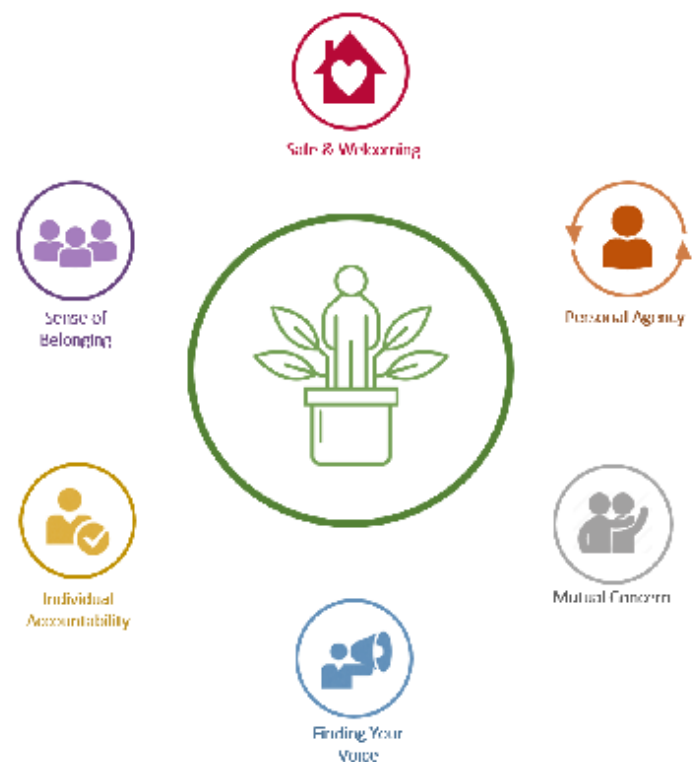 Safe & Welcoming
Personal Agency
Mutual Concern
Finding Your
Voice
Individual
Accountability
Sense of
Belonging